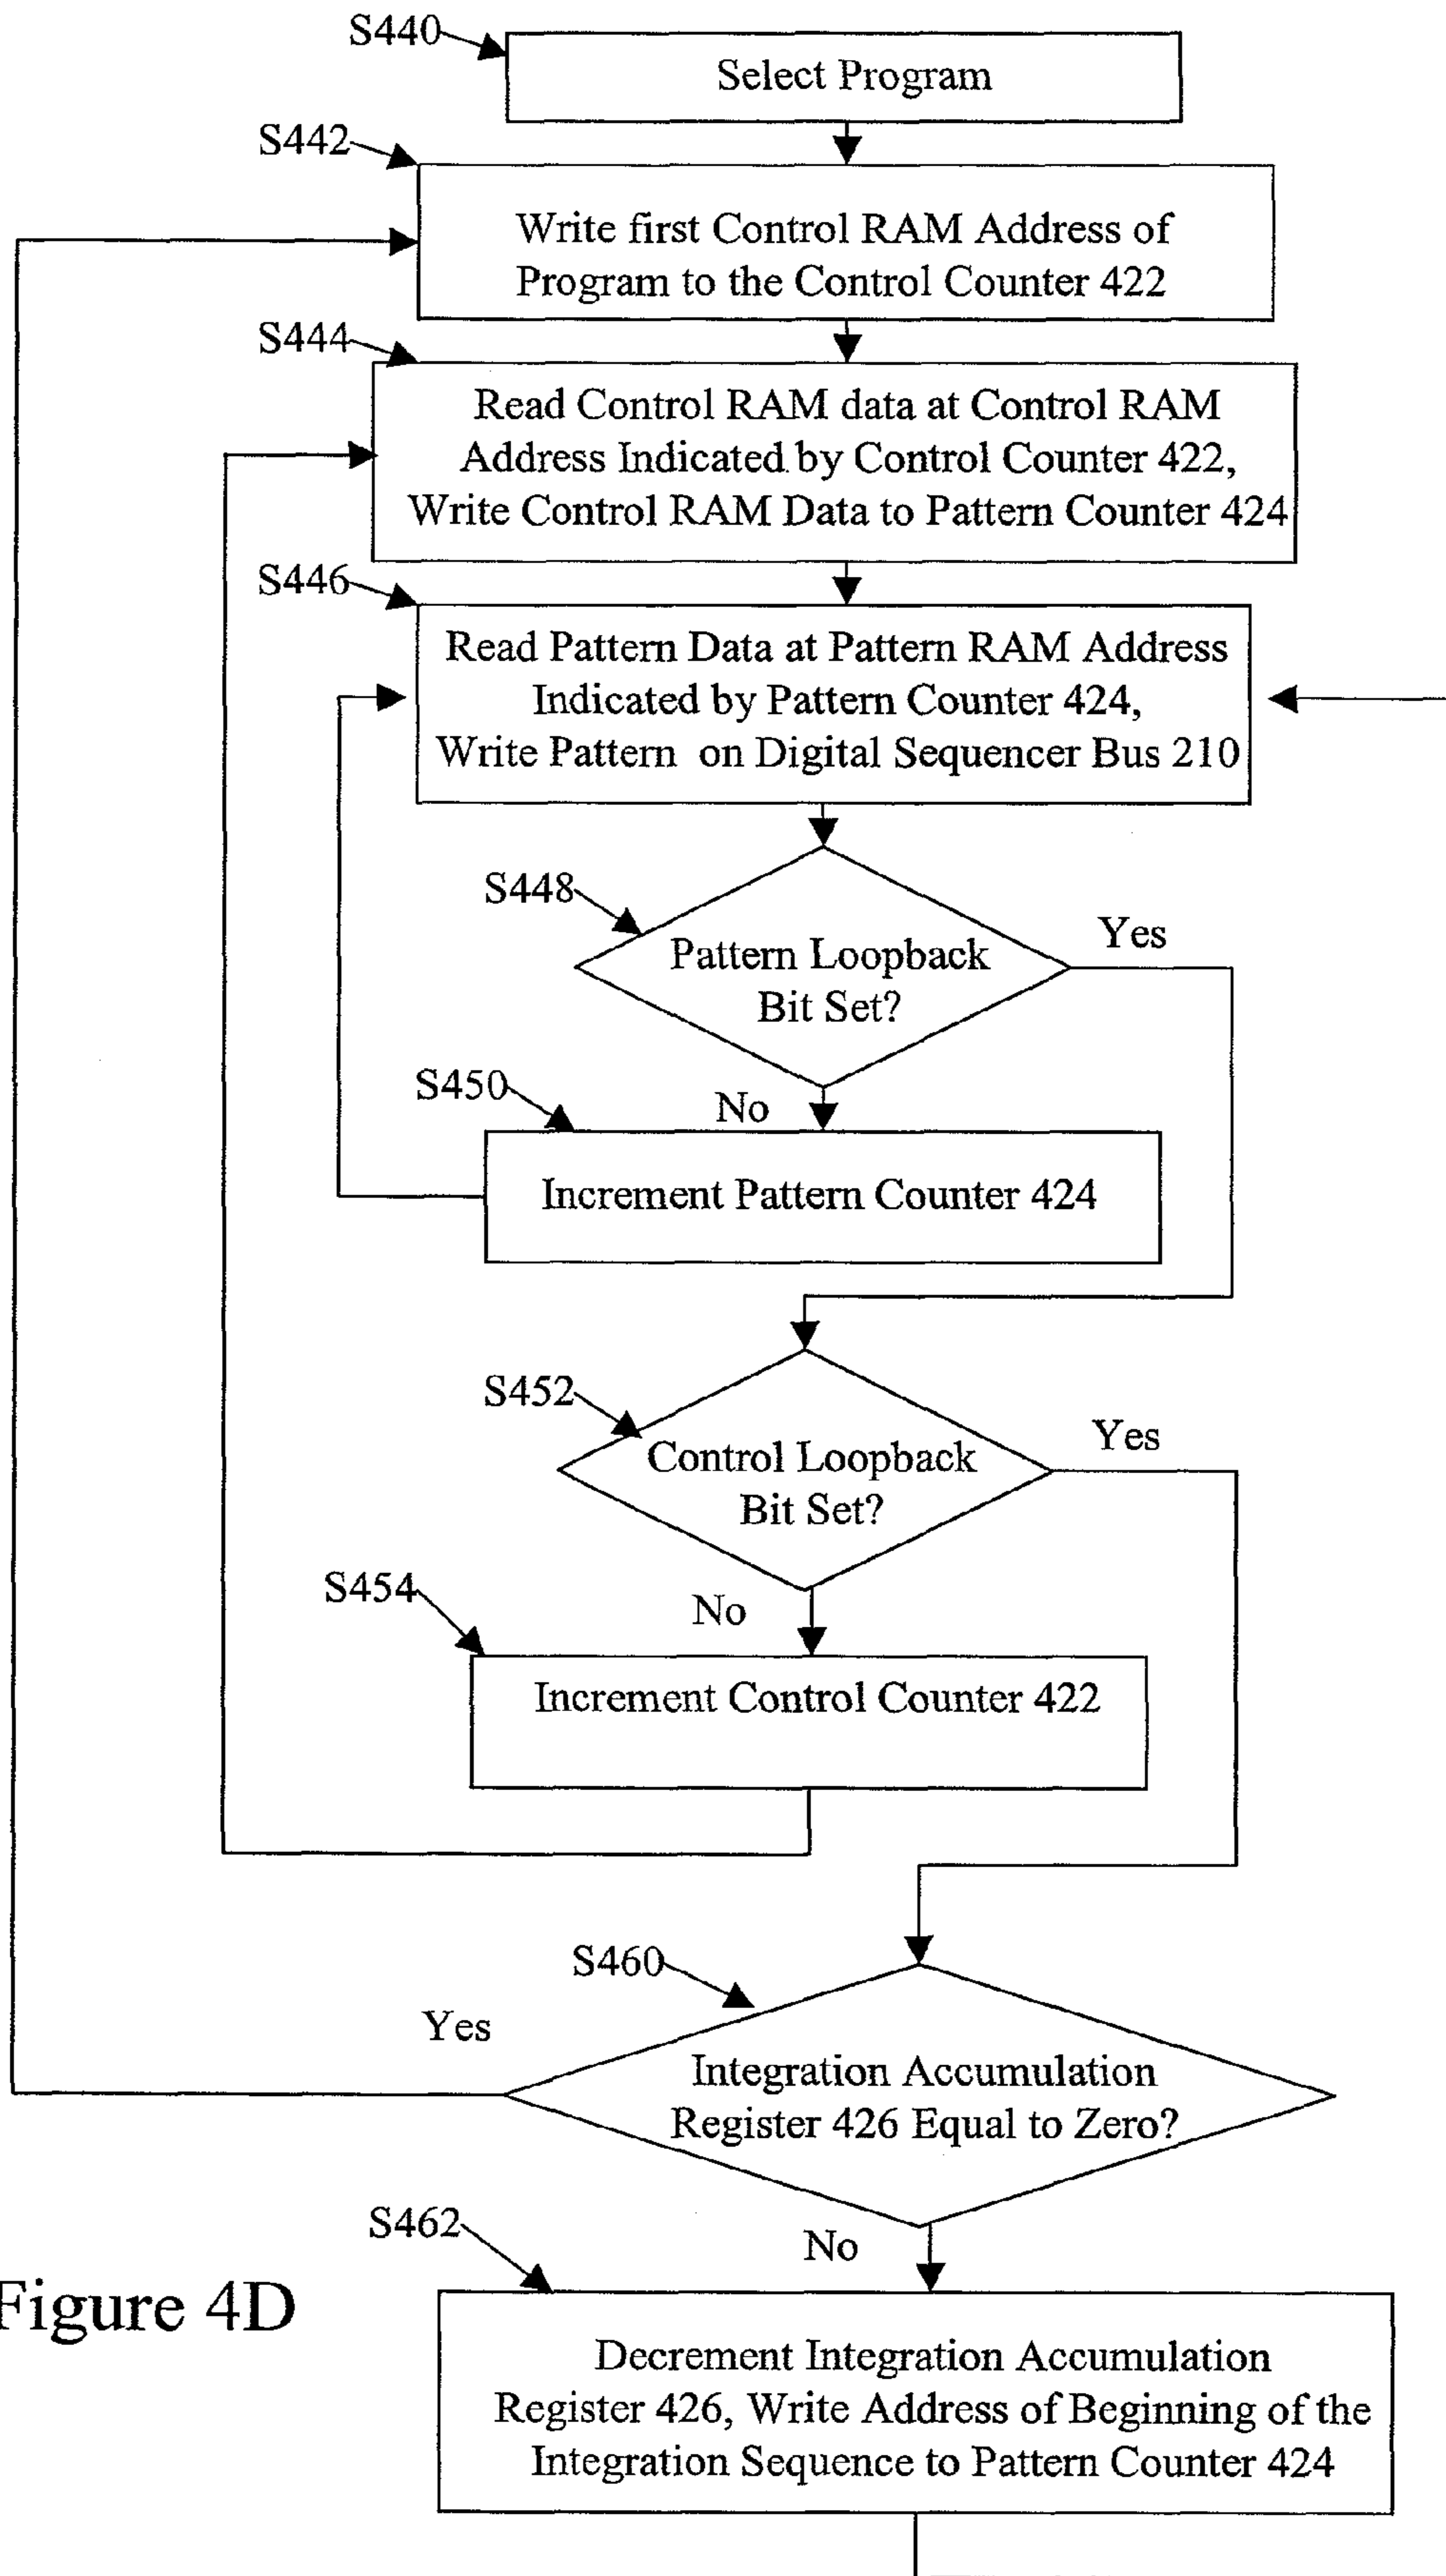 S440
Select Program
S442
Write first Control RAM Address of
Program to the Control Counter 422
S444
Read Control RAM data at Control RAM
Address Indicated by Control Counter 422,
Write Control RAM Data to Pattern Counter 424
S446
Read Pattern Data at Pattern RAM Address
Indicated by Pattern Counter 424,
Write Pattern on Digital Sequencer Bus 210
S448
Yes
Pattern Loopback
Bit Set?
S450
No
Increment Pattern Counter 424
S452
Yes
Control Loopback
Bit Set?
S454
No
Increment Control Counter 422
S460
Yes
Integration Accumulation
Register 426 Equal to Zero?
S462
No
Figure 4D
Decrement Integration Accumulation
Register 426, Write Address of Beginning of the
Integration Sequence to Pattern Counter 424